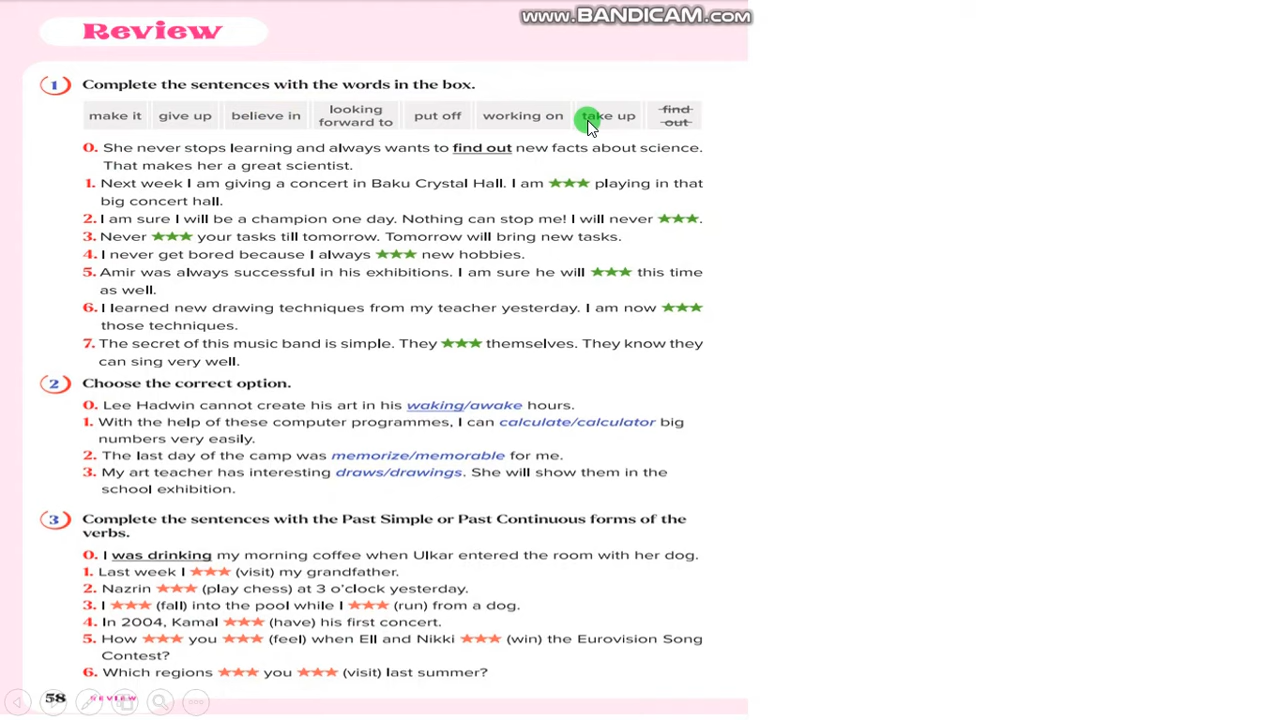 www.BANDICAM.com
Review
1 Complete the sentences with the words in the box.
make it give up believe in looking forward to put off working on take up find out
0. She never stops learning and always wants to find out new facts about science.
That makes her a great scientist.
1. Next week I am giving a concert in Baku Crystal Hall. I am ★★★ playing in that
big concert hall.
2. I am sure I will be a champion one day. Nothing can stop me! I will never ★★★.
3. Never ★★★ your tasks till tomorrow. Tomorrow will bring new tasks.
4. I never get bored because I always ★★★ new hobbies.
5. Amir was always successful in his exhibitions. I am sure he will ★★★ this time
as well.
6. I learned new drawing techniques from my teacher yesterday. I am now ★★★
those techniques.
7. The secret of this music band is simple. They ★★★ themselves. They know they
can sing very well.
2 Choose the correct option.
0. Lee Hadwin cannot create his art in his waking/awake hours.
1. With the help of these computer programmes, I can calculate/calculator big
numbers very easily.
2. The last day of the camp was memorize/memorable for me.
3. My art teacher has interesting draws/drawings. She will show them in the
school exhibition.
3 Complete the sentences with the Past Simple or Past Continuous forms of the
verbs.
0. I was drinking my morning coffee when Ulkar entered the room with her dog.
1. Last week I ★★★ (visit) my grandfather.
2. Nazrin ★★★ (play chess) at 3 o'clock yesterday.
3. I ★★★ (fall) into the pool while I ★★★ (run) from a dog.
4. In 2004, Kamal ★★★ (have) his first concert.
5. How ★★★ you ★★★ (feel) when Ell and Nikki ★★★ (win) the Eurovision Song
Contest?
6. Which regions ★★★ you ★★★ (visit) last summer?
58 REVIEW